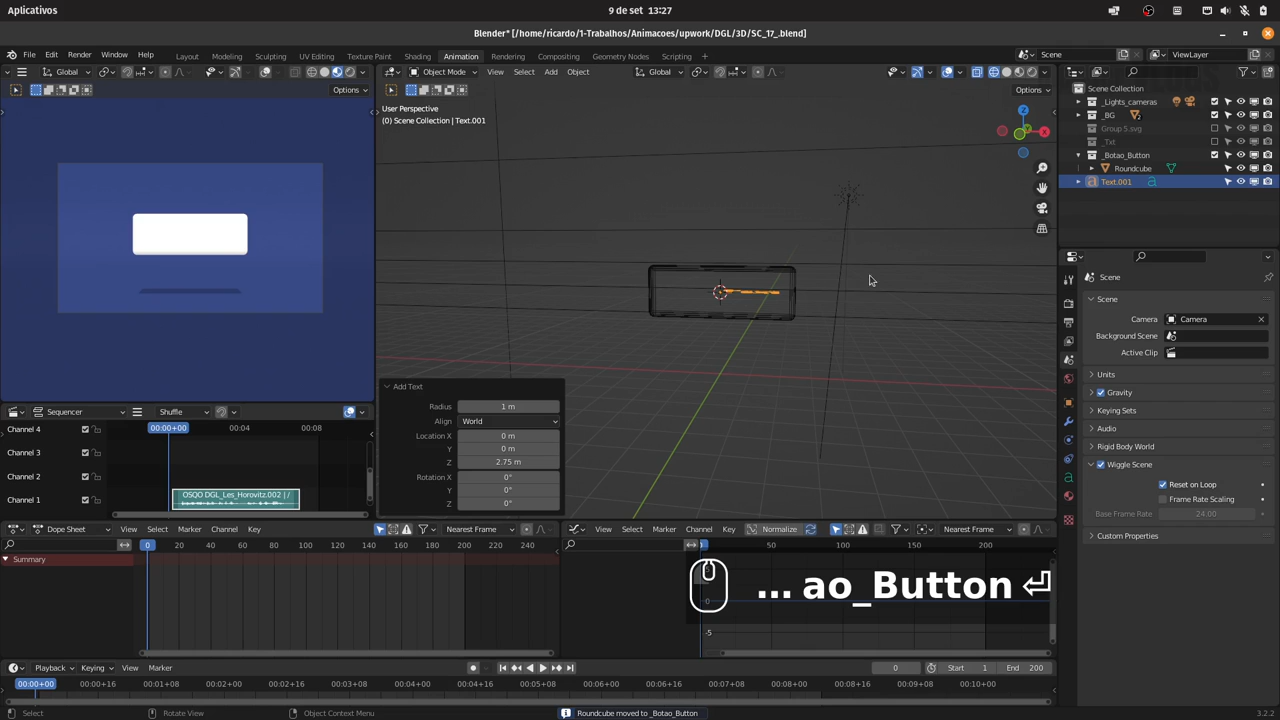 Aplicativos
9 de set 13:27
Blender* [/home/ricardo/1-Trabalhos/Animacoes/upwork/DGL/3D/SC_17_blend]
File Edit Render Window Help Layout Modeling Sculpting UV Editing Texture Paint Shading Animation Rendering Compositing Geometry Nodes Scripting + Scene ViewLayer
Global
Object Mode View Select Add Object Global
Options
Options
User Perspective
(0) Scene Collection | Text.001
Z
X
Scene Collection
_Lights_cameras
_BG 2
Group 5.svg
_Txt
_Botao_Button
Roundcube
Text.001
Scene
Scene
Camera Camera
Background Scene
Active Clip
Units
Gravity
Keying Sets
Audio
Rigid Body World
Wiggle Scene
Reset on Loop
Frame Rate Scaling
Base Frame Rate 24.00
Custom Properties
Add Text
Radius 1 m
Align World
Location X 0 m
Y 0 m
Z 2.75 m
Rotation X 0°
Y 0°
Z 0°
Sequencer Shuffle
00:00+00 00:04 00:08
Channel 4
Channel 3
Channel 2
Channel 1
OSQO DGL_Les_Horovitz.002 | /
Dope Sheet View Select Marker Channel Key Nearest Frame
0 20 40 60 80 100 120 140 160 180 200 220 240
Summary
View Select Marker Channel Key Normalize Nearest Frame
50 100 150 200
0
-5
... ao_Button ⏎
Playback Keying View Marker 0 Start 1 End 200
00:00+00 00:00+16 00:01+08 00:02+00 00:02+16 00:03+08 00:04+00 00:04+16 00:05+08 00:06+00 00:06+16 00:07+08 00:08+00 00:08+16 00:09+08 00:10+00
Select Rotate View Object Context Menu Roundcube moved to _Botao_Button 3.2.2